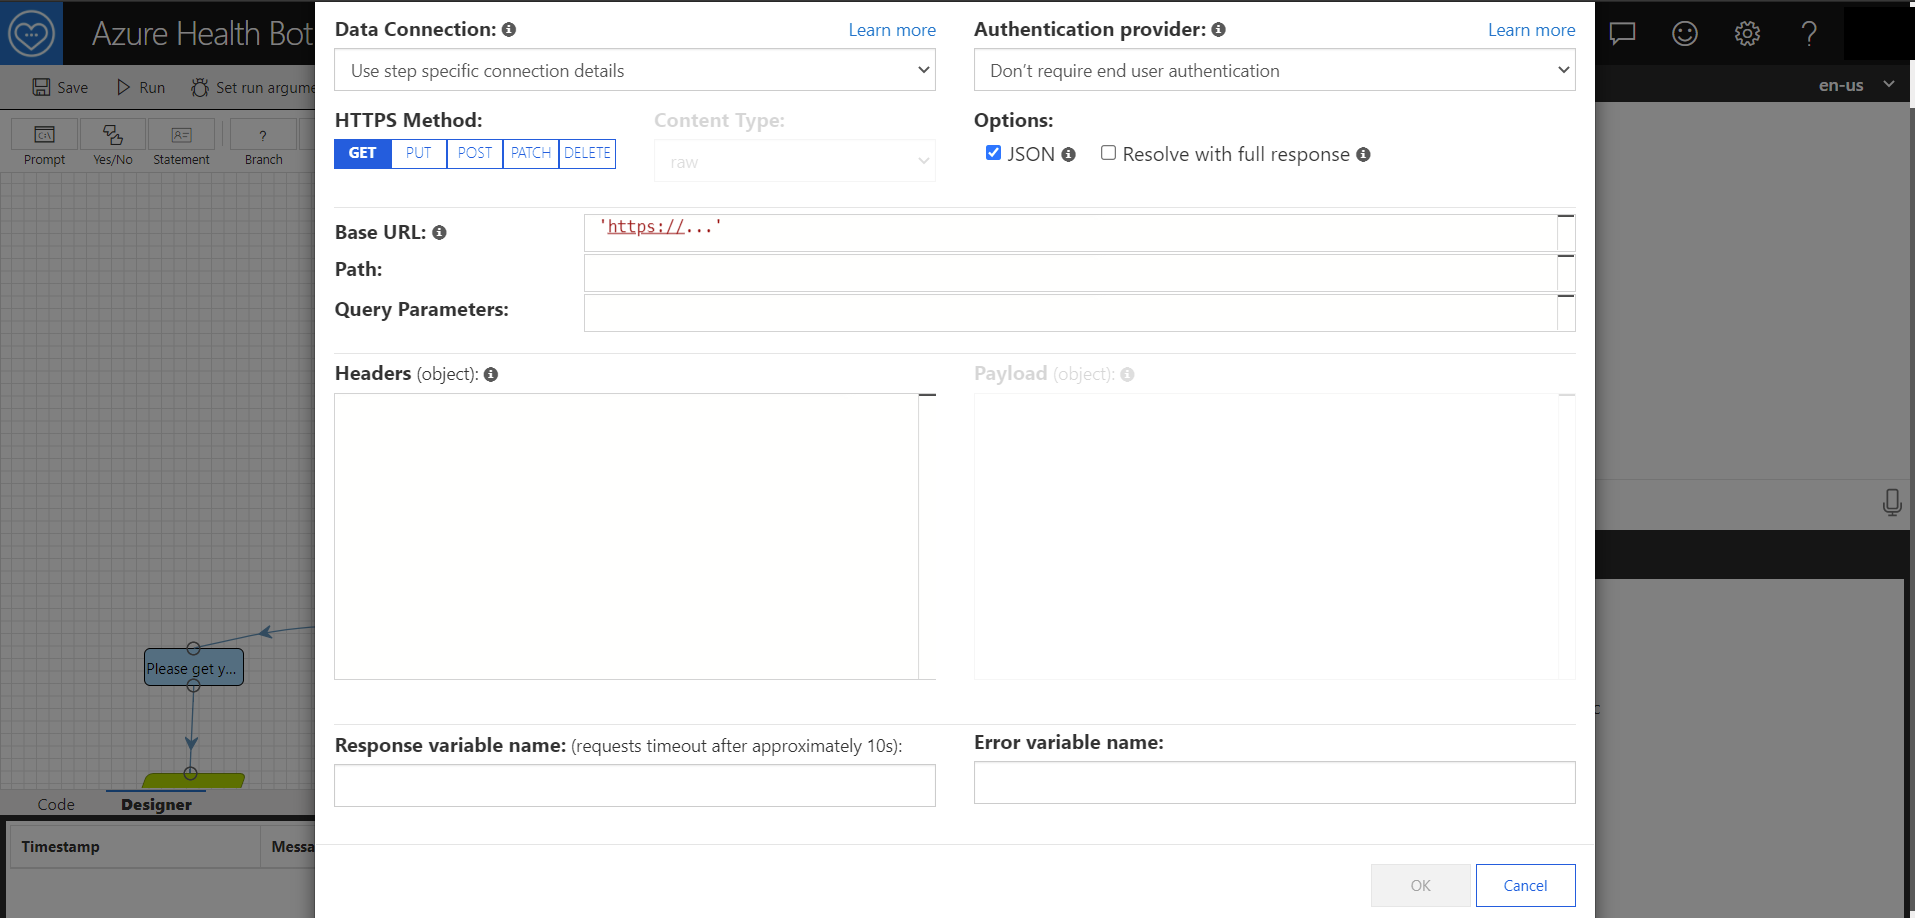 Azure Health Bot
Save
Run
Set run argume
Prompt
Yes/No
Statement
?
Branch
Please get y...
Code
Designer
Timestamp
Messa
Data Connection:
Learn more
Use step specific connection details
Authentication provider:
Learn more
Don't require end user authentication
HTTPS Method:
GET PUT POST PATCH DELETE
Content Type:
raw
Options:
JSON
Resolve with full response
Base URL:
'https://...'
Path:
Query Parameters:
Headers (object):
Payload (object):
Response variable name: (requests timeout after approximately 10s):
Error variable name:
OK
Cancel
?
en-us